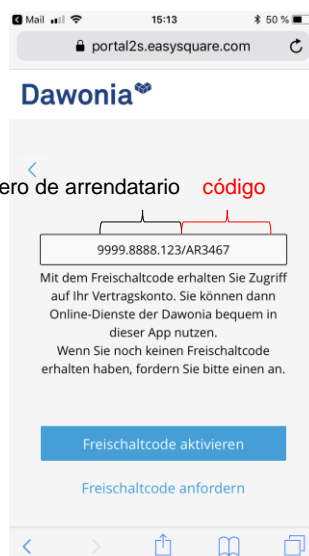 Mail 15:13 50 %
portal2s.easysquare.com
Dawonia
ero de arrendatario código
9999.8888.123/AR3467
Mit dem Freischaltcode erhalten Sie Zugriff
auf Ihr Vertragskonto. Sie können dann
Online-Dienste der Dawonia bequem in
dieser App nutzen.
Wenn Sie noch keinen Freischaltcode
erhalten haben, fordern Sie bitte einen an.
Freischaltcode aktivieren
Freischaltcode anfordern